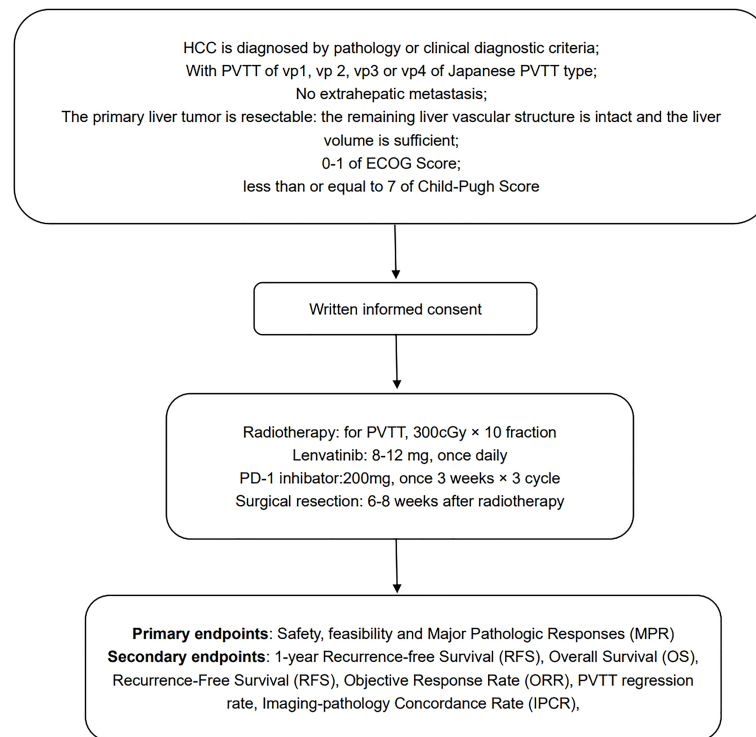 HCC is diagnosed by pathology or clinical diagnostic criteria;
With PVTT of vp1, vp 2, vp3 or vp4 of Japanese PVTT type;
No extrahepatic metastasis;
The primary liver tumor is resectable: the remaining liver vascular structure is intact and the liver
volume is sufficient;
0-1 of ECOG Score;
less than or equal to 7 of Child-Pugh Score
Written informed consent
Radiotherapy: for PVTT, 300cGy × 10 fraction
Lenvatinib: 8-12 mg, once daily
PD-1 inhibator:200mg, once 3 weeks × 3 cycle
Surgical resection: 6-8 weeks after radiotherapy
Primary endpoints: Safety, feasibility and Major Pathologic Responses (MPR)
Secondary endpoints: 1-year Recurrence-free Survival (RFS), Overall Survival (OS),
Recurrence-Free Survival (RFS), Objective Response Rate (ORR), PVTT regression
rate, Imaging-pathology Concordance Rate (IPCR),